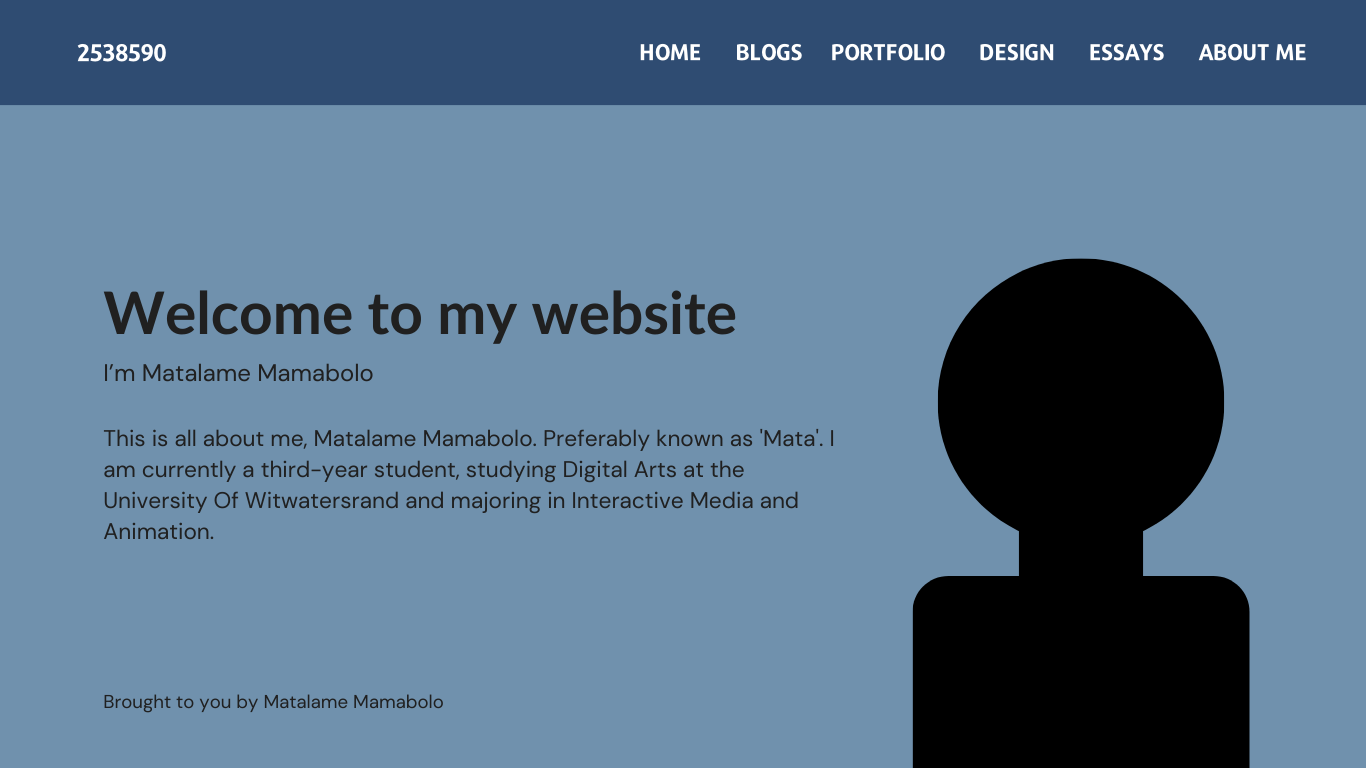 2538590
HOME BLOGS PORTFOLIO DESIGN ESSAYS ABOUT ME
Welcome to my website
I’m Matalame Mamabolo
This is all about me, Matalame Mamabolo. Preferably known as 'Mata'. I
am currently a third-year student, studying Digital Arts at the
University Of Witwatersrand and majoring in Interactive Media and
Animation.
Brought to you by Matalame Mamabolo